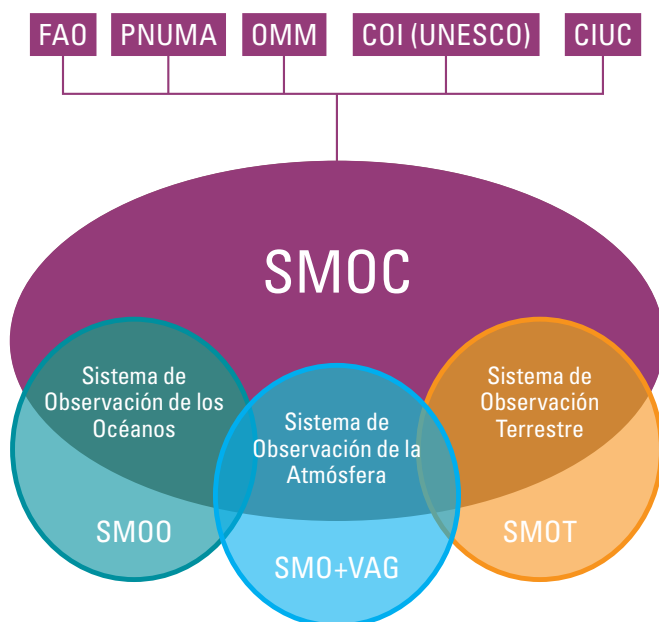 FAO PNUMA OMM COI (UNESCO) CIUC
SMOC
Sistema de
Observación de los
Océanos
SMOO
Sistema de
Observación de la
Atmósfera
SMO+VAG
Sistema de
Observación
Terrestre
SMOT